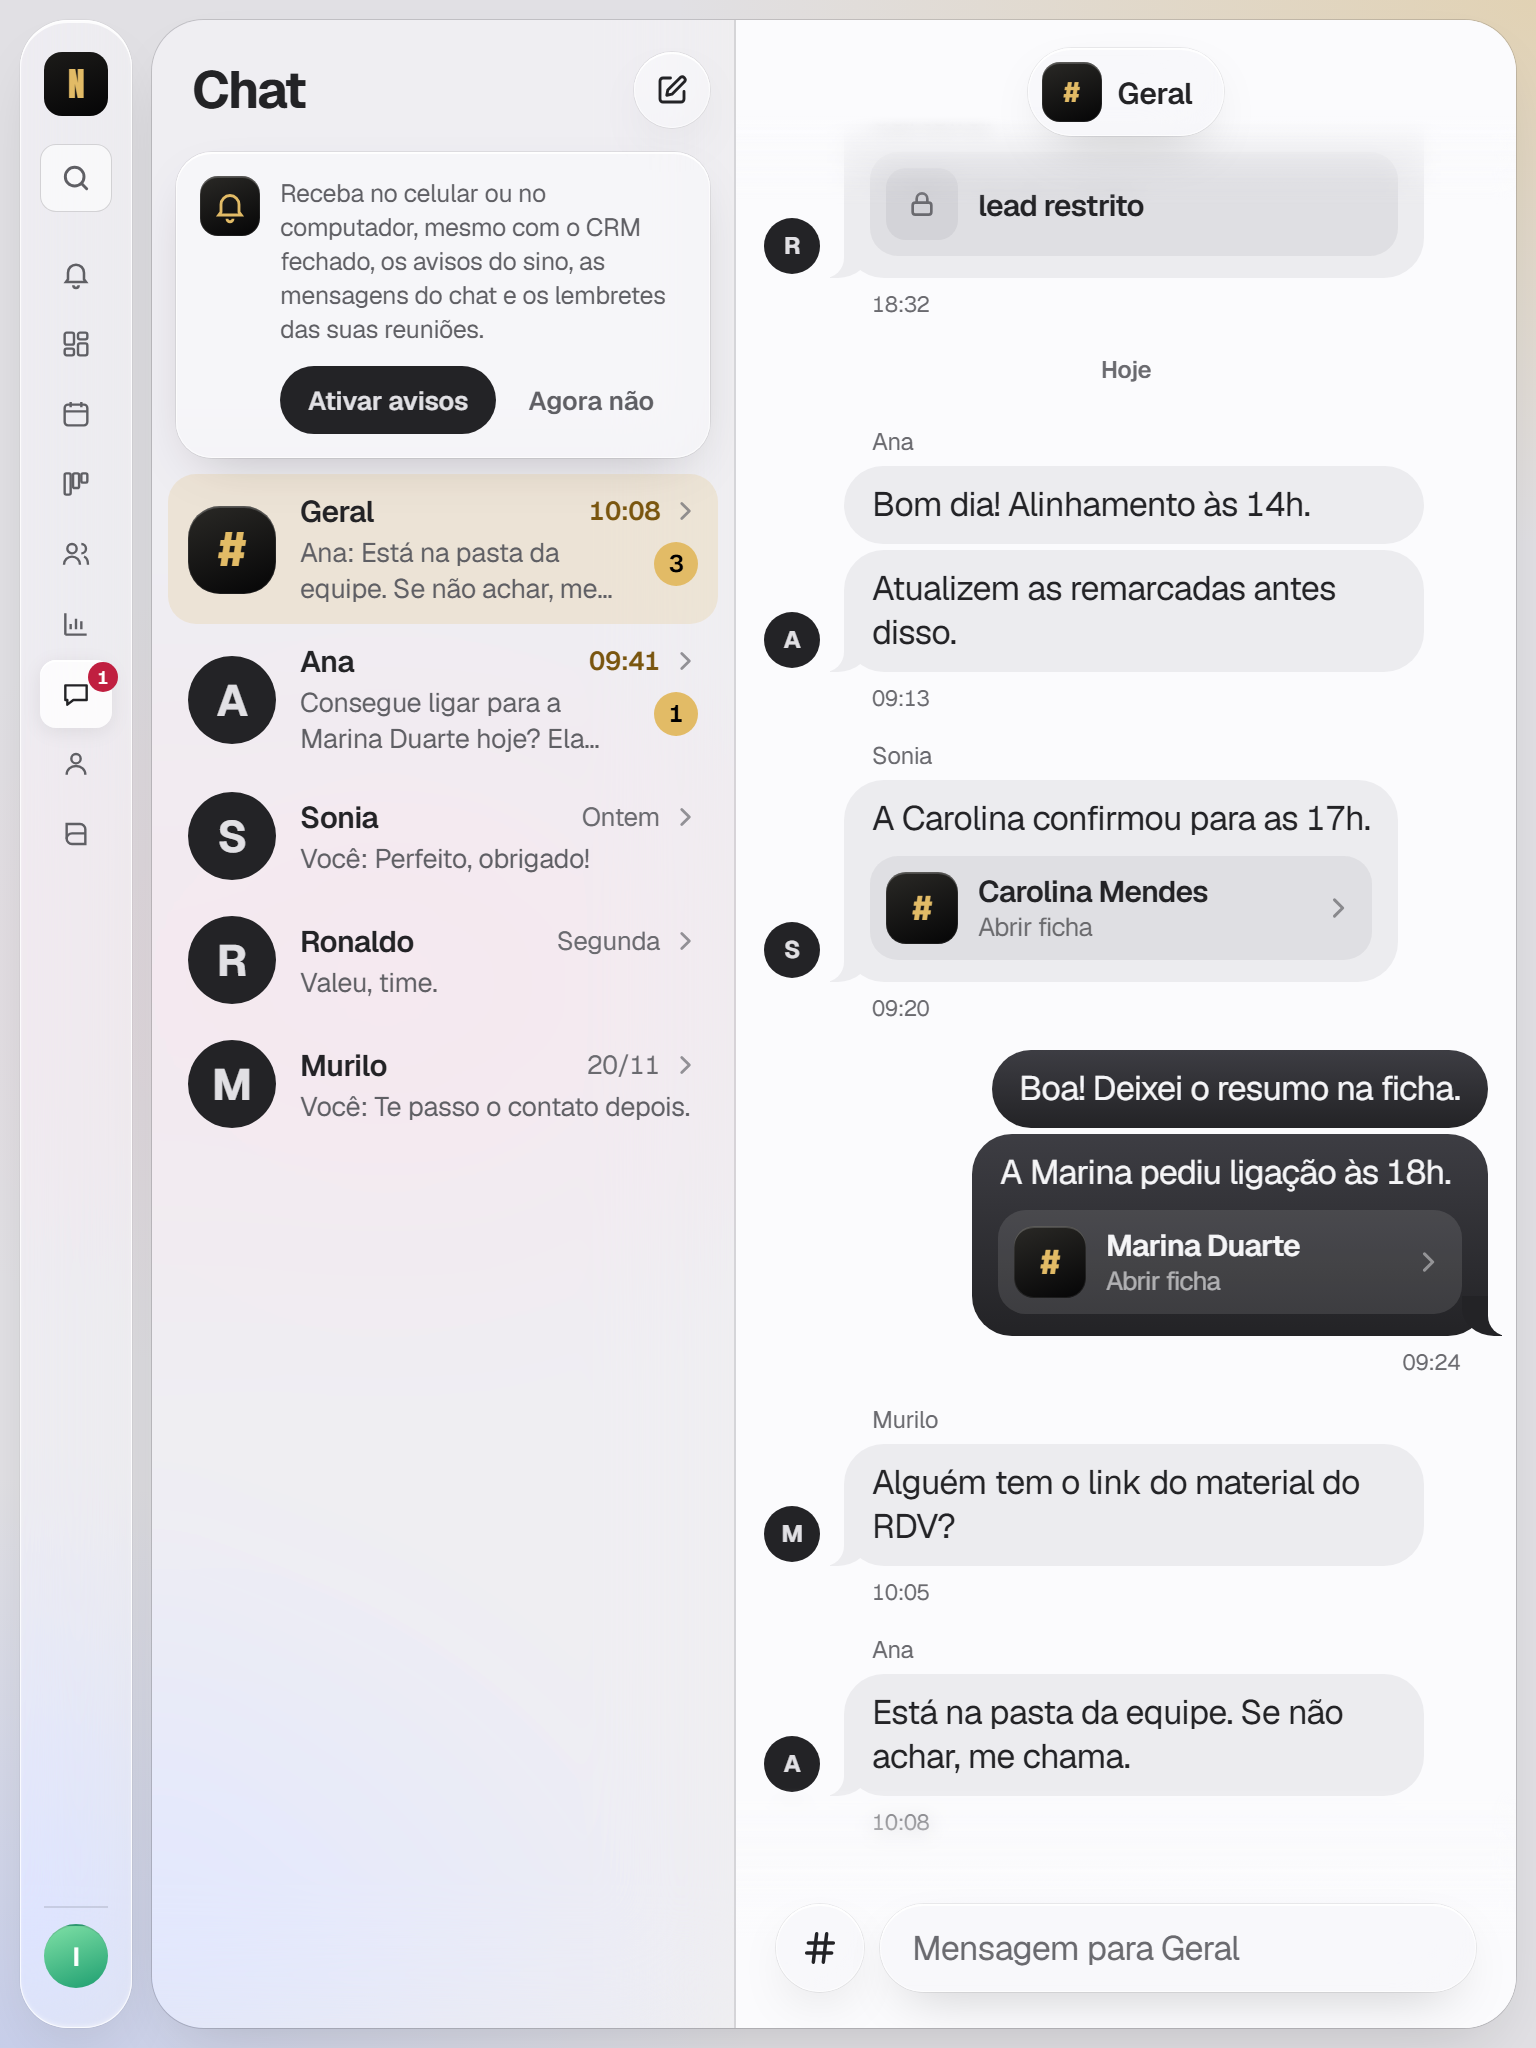 N
1
I
Chat
Receba no celular ou no
computador, mesmo com o CRM
fechado, os avisos do sino, as
mensagens do chat e os lembretes
das suas reuniões.
Ativar avisos
Agora não
#
Geral
10:08
Ana: Está na pasta da
equipe. Se não achar, me...
3
A
Ana
09:41
Consegue ligar para a
Marina Duarte hoje? Ela...
1
S
Sonia
Ontem
Você: Perfeito, obrigado!
R
Ronaldo
Segunda
Valeu, time.
M
Murilo
20/11
Você: Te passo o contato depois.
#
Geral
lead restrito
R
18:32
Hoje
Ana
Bom dia! Alinhamento às 14h.
Atualizem as remarcadas antes
disso.
A
09:13
Sonia
A Carolina confirmou para as 17h.
#
Carolina Mendes
Abrir ficha
S
09:20
Boa! Deixei o resumo na ficha.
A Marina pediu ligação às 18h.
#
Marina Duarte
Abrir ficha
09:24
Murilo
Alguém tem o link do material do
RDV?
M
10:05
Ana
Está na pasta da equipe. Se não
achar, me chama.
A
10:08
#
Mensagem para Geral